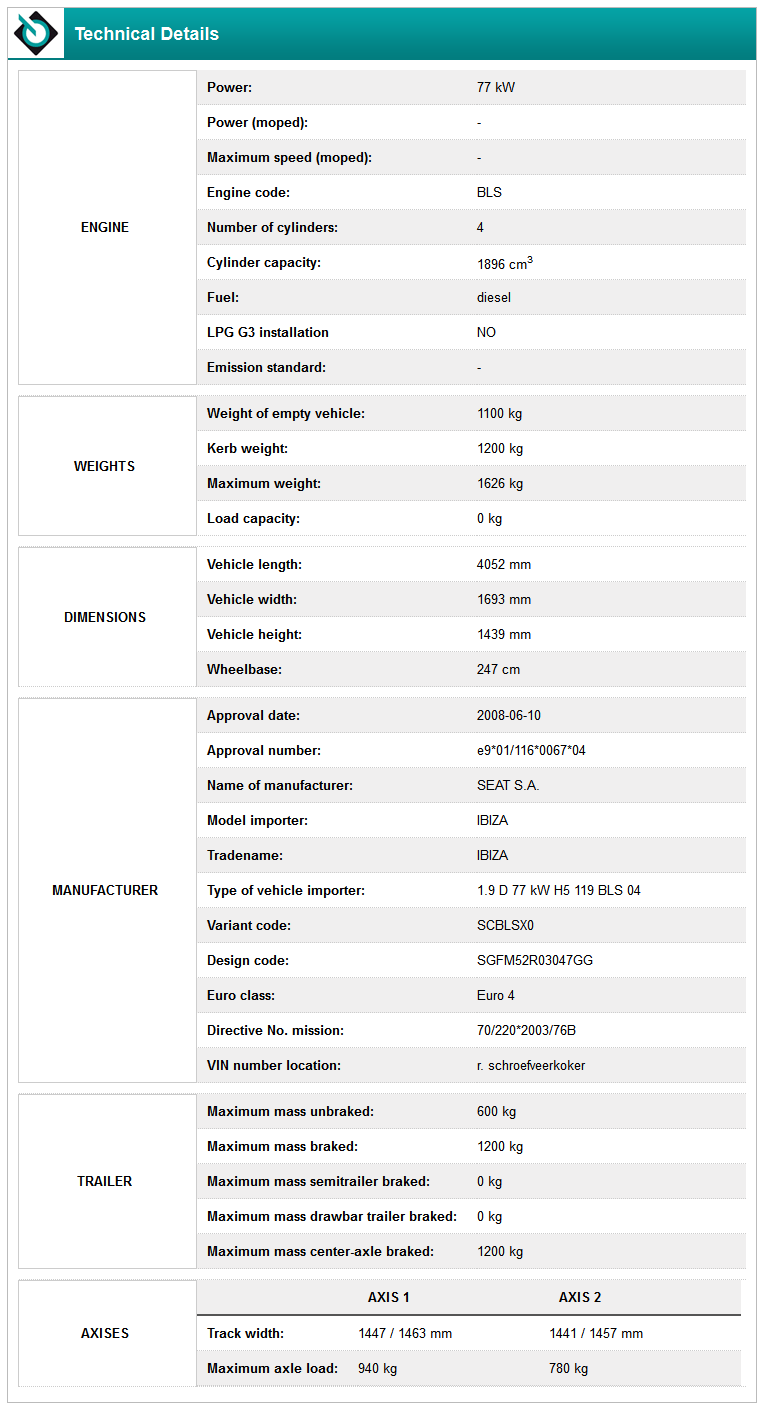 Technical Details
ENGINE
Power: 77 kW
Power (moped): -
Maximum speed (moped): -
Engine code: BLS
Number of cylinders: 4
Cylinder capacity: 1896 cm³
Fuel: diesel
LPG G3 installation NO
Emission standard: -
WEIGHTS
Weight of empty vehicle: 1100 kg
Kerb weight: 1200 kg
Maximum weight: 1626 kg
Load capacity: 0 kg
DIMENSIONS
Vehicle length: 4052 mm
Vehicle width: 1693 mm
Vehicle height: 1439 mm
Wheelbase: 247 cm
MANUFACTURER
Approval date: 2008-06-10
Approval number: e9*01/116*0067*04
Name of manufacturer: SEAT S.A.
Model importer: IBIZA
Tradename: IBIZA
Type of vehicle importer: 1.9 D 77 kW H5 119 BLS 04
Variant code: SCBLSX0
Design code: SGFM52R03047GG
Euro class: Euro 4
Directive No. mission: 70/220*2003/76B
VIN number location: r. schroefveerkoker
TRAILER
Maximum mass unbraked: 600 kg
Maximum mass braked: 1200 kg
Maximum mass semitrailer braked: 0 kg
Maximum mass drawbar trailer braked: 0 kg
Maximum mass center-axle braked: 1200 kg
AXISES
AXIS 1 AXIS 2
Track width: 1447 / 1463 mm 1441 / 1457 mm
Maximum axle load: 940 kg 780 kg